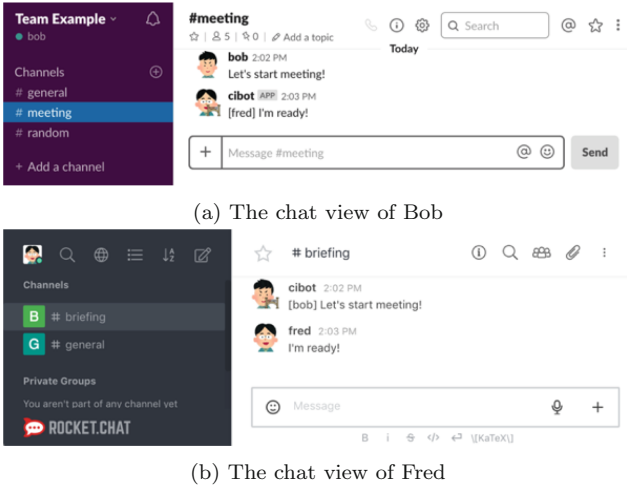 Team Example
bob
Channels
# general
# meeting
# random
+ Add a channel
#meeting
5 | 0 | Add a topic
Search
Today
bob 2:02 PM
Let's start meeting!
cibot APP 2:03 PM
[fred] I'm ready!
+ Message #meeting @
Send
(a) The chat view of Bob
Channels
B # briefing
G # general
Private Groups
You aren't part of any channel yet
ROCKET.CHAT
# briefing
cibot 2:02 PM
[bob] Let's start meeting!
fred 2:03 PM
I'm ready!
Message +
B i S </> \[KaTeX\]
(b) The chat view of Fred